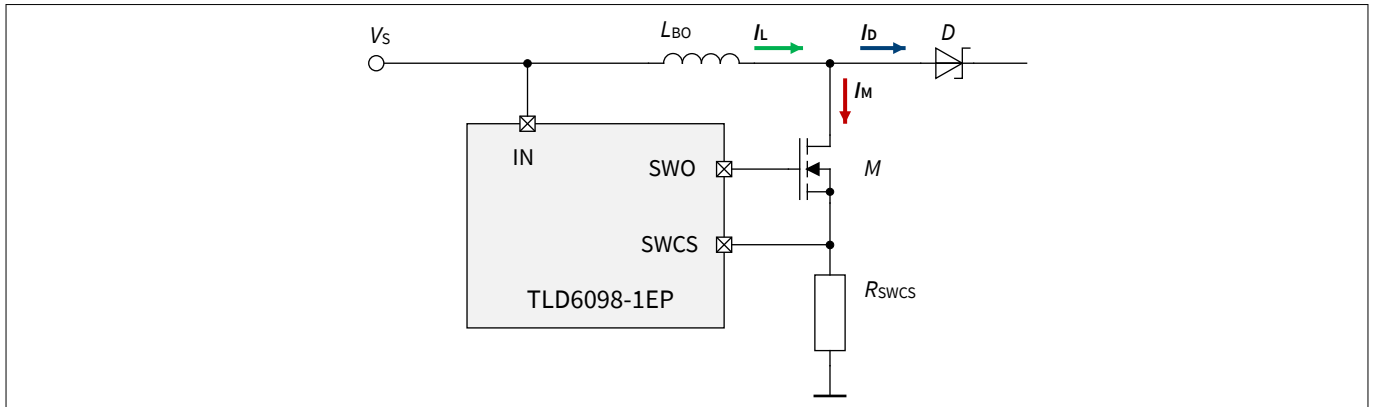 VS
LBO
IL
ID
D
IM
IN
SWO
M
SWCS
RSWCS
TLD6098-1EP